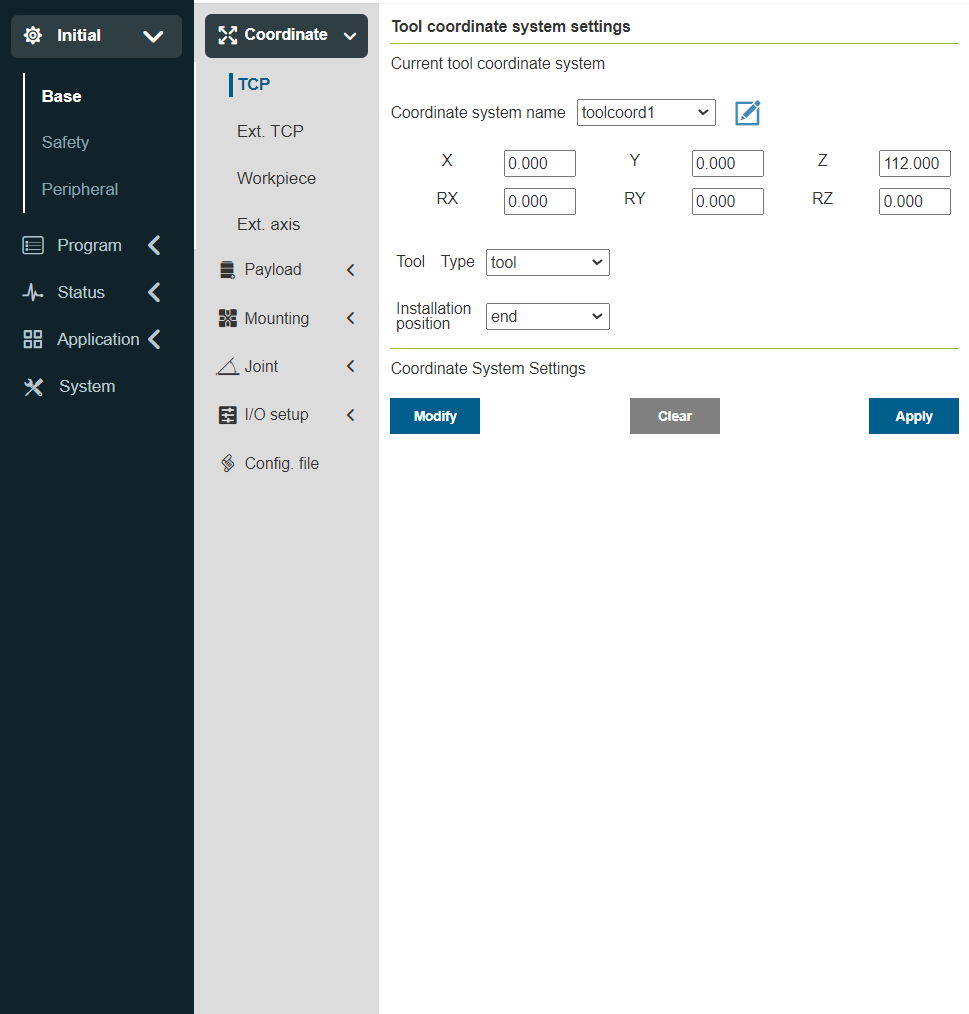 Initial
Base
Safety
Peripheral
Program
Status
Application
System
Coordinate
TCP
Ext. TCP
Workpiece
Ext. axis
Payload
Mounting
Joint
I/O setup
Config. file
Tool coordinate system settings
Current tool coordinate system
Coordinate system name toolcoord1
X 0.000 Y 0.000 Z 112.000
RX 0.000 RY 0.000 RZ 0.000
Tool Type tool
Installation
position end
Coordinate System Settings
Modify Clear Apply